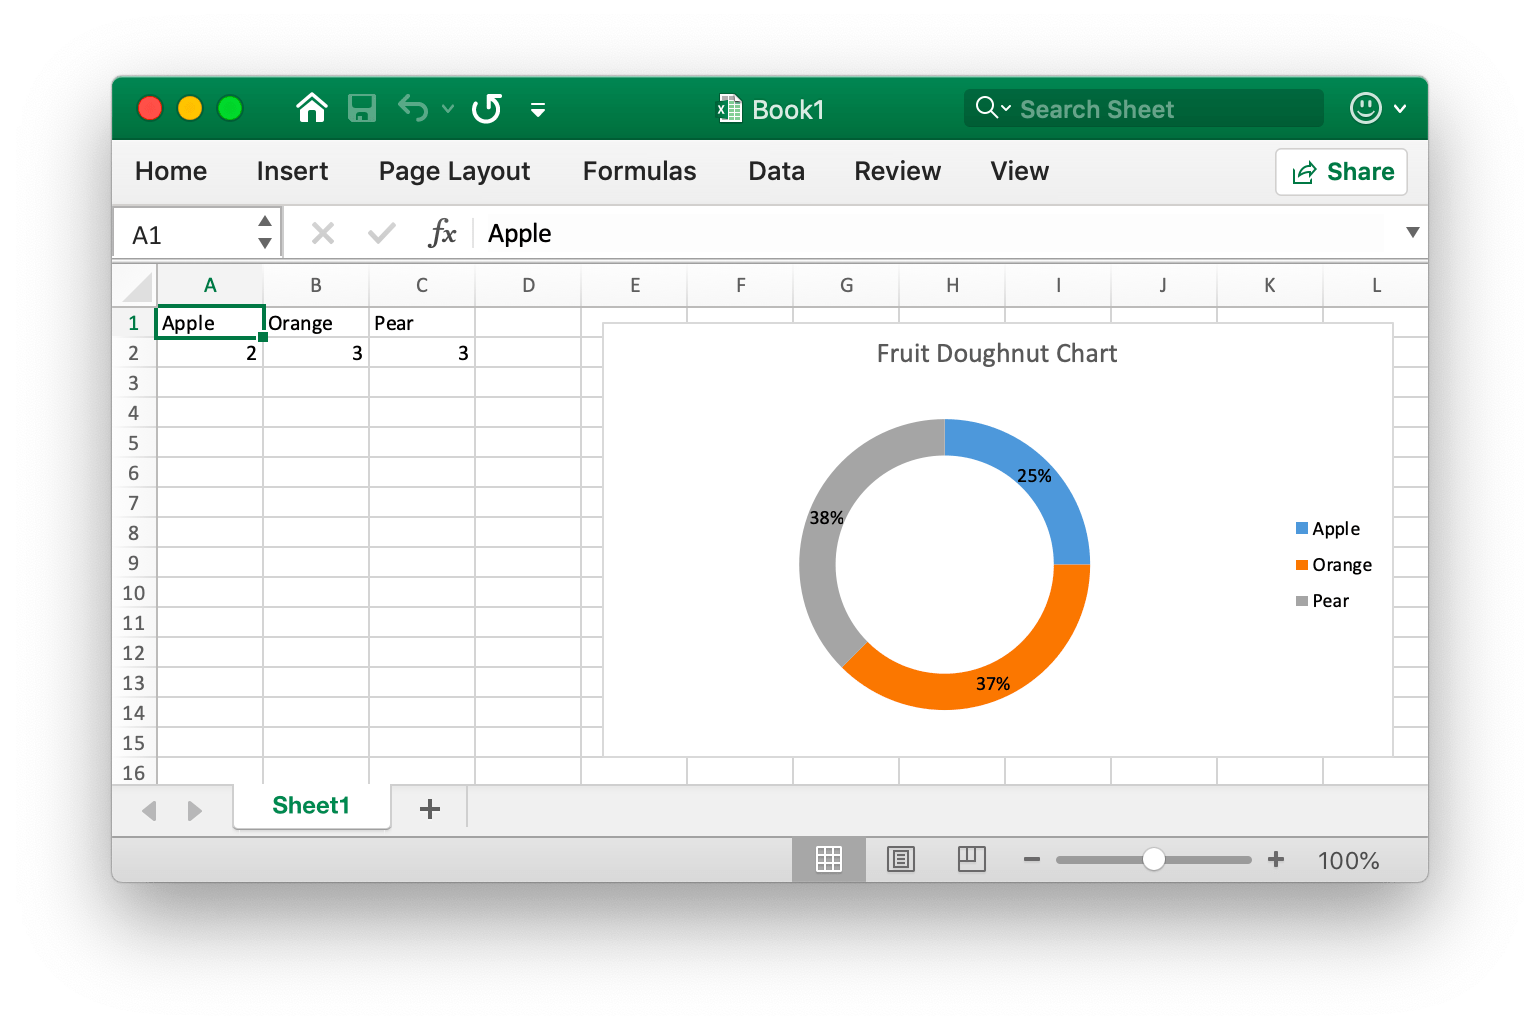 Book1
Search Sheet
Home Insert Page Layout Formulas Data Review View Share
A1 fx Apple
A B C D E F G H I J K L
1 Apple Orange Pear
2 2 3 3
3
4
5
6
7
8
9
10
11
12
13
14
15
16
Fruit Doughnut Chart
25%
38%
37%
Apple
Orange
Pear
Sheet1 +
100%